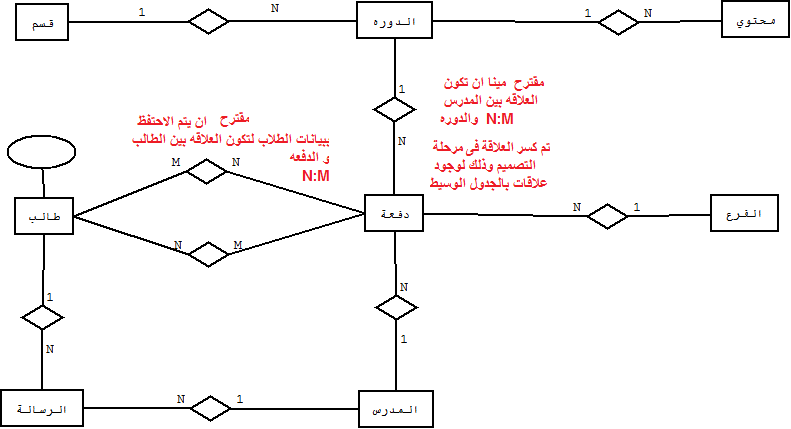 قسم
1
N
الدوره
1
N
محتوي
مقترح مينا ان تكون
العلاقه بين المدرس
والدوره N:M
1
N
مقترح ان يتم الاحتفظ
ببيانات الطلاب لتكون العلاقه بين الطالب
و الدفعه
N:M
تم كسر العلاقة فى مرحلة
التصميم وذلك لوجود
علاقات بالجدول الوسيط
M
N
طالب
دفعة
N
1
الفرع
N
M
1
N
N
1
الرسالة
N
1
المدرس